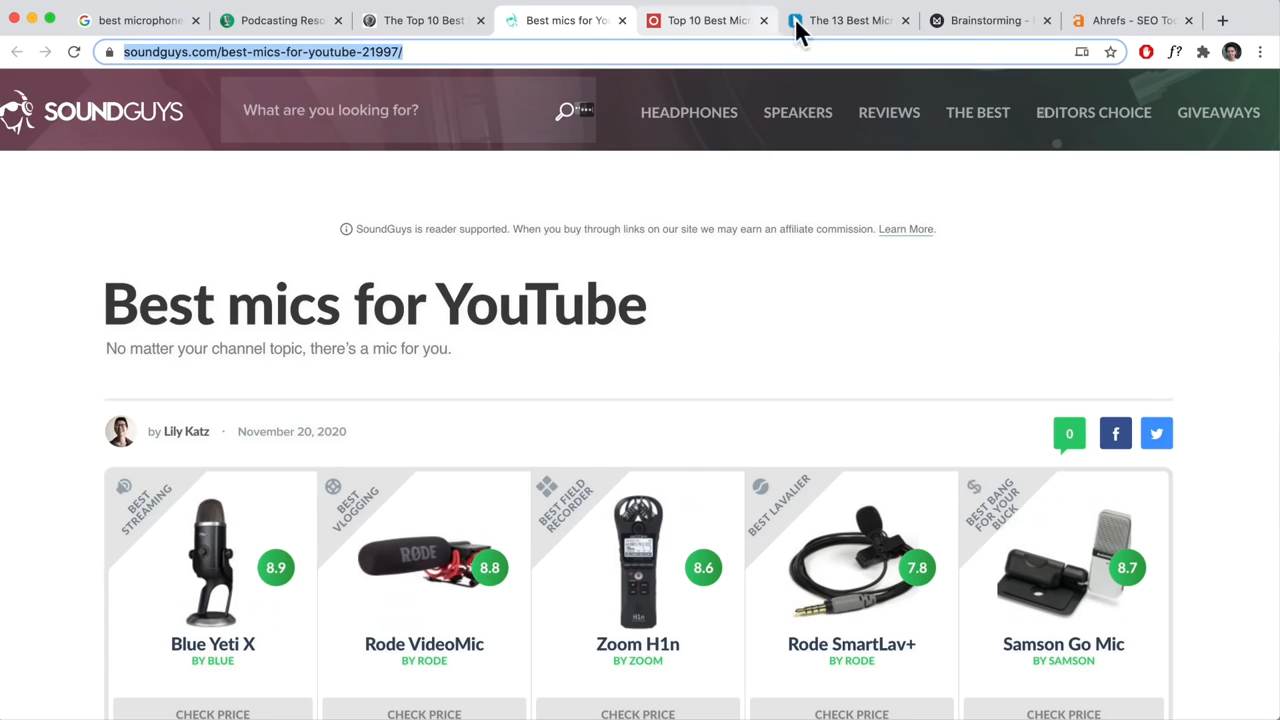 best microphone
Podcasting Reso
The Top 10 Best
Best mics for Yo
Top 10 Best Mic
The 13 Best Mic
Brainstorming -
Ahrefs - SEO To
soundguys.com/best-mics-for-youtube-21997/
f?
SOUNDGUYS
What are you looking for?
HEADPHONES
SPEAKERS
REVIEWS
THE BEST
EDITORS CHOICE
GIVEAWAYS
SoundGuys is reader supported. When you buy through links on our site we may earn an affiliate commission. Learn More.
Best mics for YouTube
No matter your channel topic, there's a mic for you.
by Lily Katz · November 20, 2020
0
BEST STREAMING
8.9
Blue Yeti X
BY BLUE
CHECK PRICE
BEST VLOGGING
RØDE
8.8
Rode VideoMic
BY RODE
CHECK PRICE
BEST FIELD RECORDER
H1n
8.6
Zoom H1n
BY ZOOM
CHECK PRICE
BEST LAVALIER
7.8
Rode SmartLav+
BY RODE
CHECK PRICE
BEST BANG FOR YOUR BUCK
8.7
Samson Go Mic
BY SAMSON
CHECK PRICE